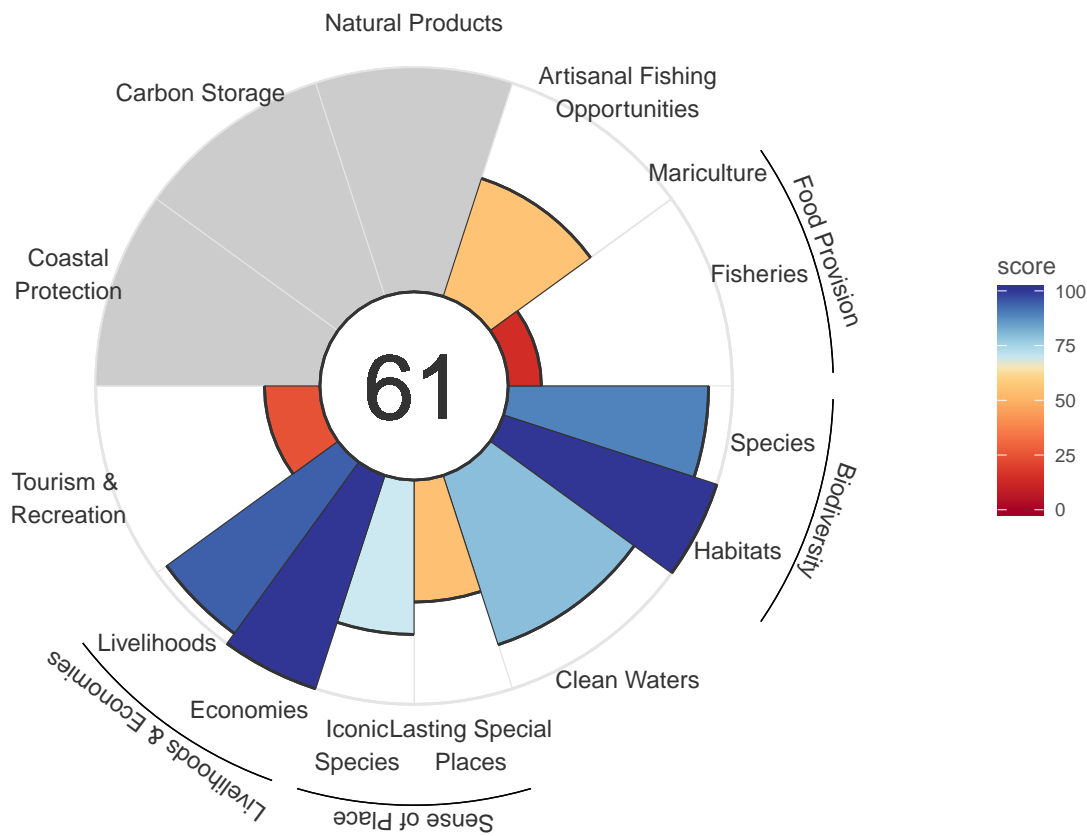 Natural Products
Artisanal Fishing
Opportunities
Carbon Storage
Mariculture
Food Provision
Fisheries
Coastal
Protection
score
100
75
50
25
0
61
Species
Biodiversity
Habitats
Tourism &
Recreation
Livelihoods
Clean Waters
Livelihoods & Economies
Economies
Iconic
Species
Lasting Special
Places
Sense of Place